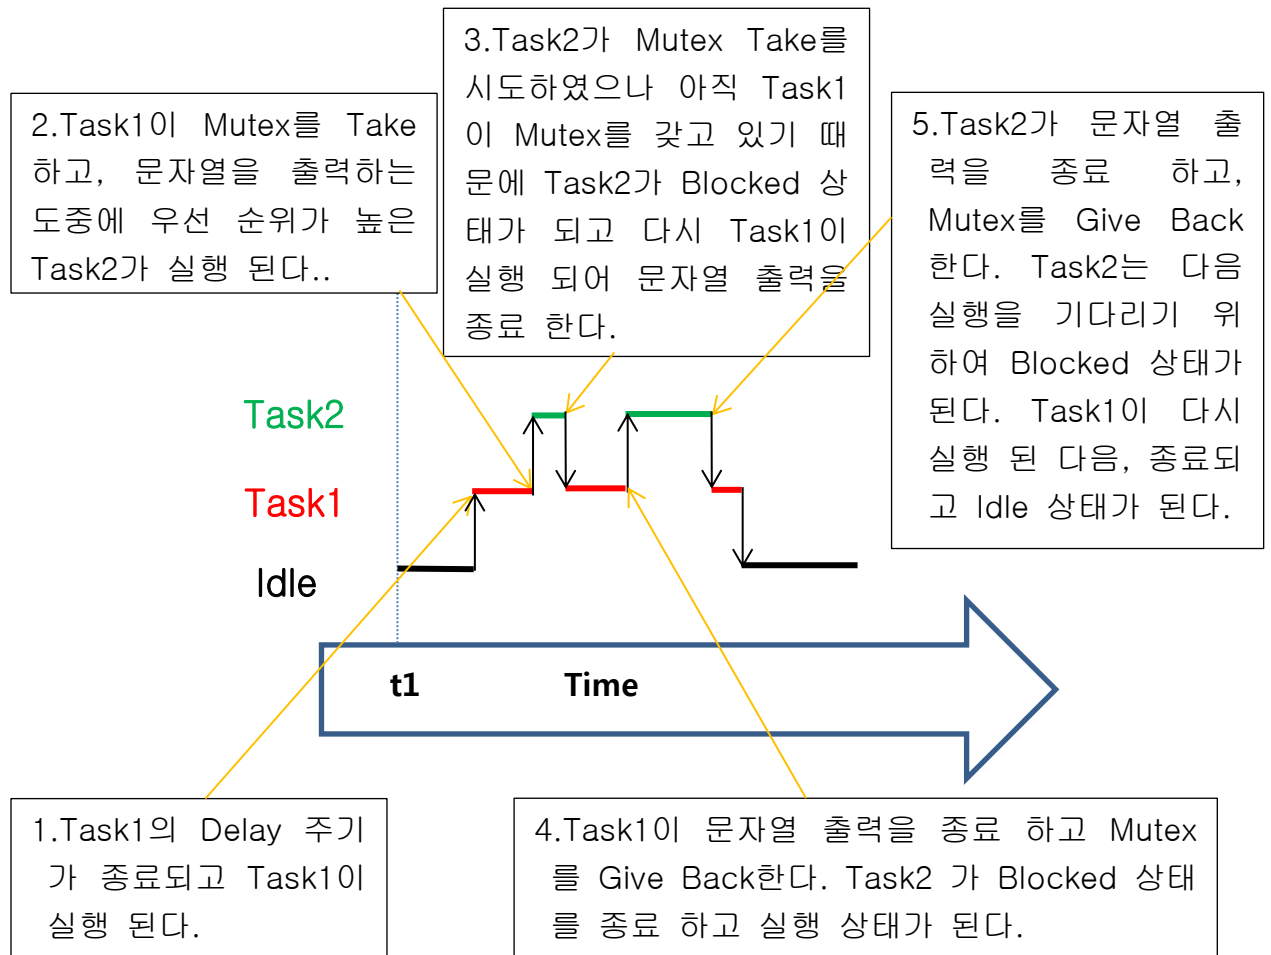 2.Task1이 Mutex를 Take
하고, 문자열을 출력하는
도중에 우선 순위가 높은
Task2가 실행 된다..
3.Task2가 Mutex Take를
시도하였으나 아직 Task1
이 Mutex를 갖고 있기 때
문에 Task2가 Blocked 상
태가 되고 다시 Task1이
실행 되어 문자열 출력을
종료 한다.
5.Task2가 문자열 출
력을 종료 하고,
Mutex를 Give Back
한다. Task2는 다음
실행을 기다리기 위
하여 Blocked 상태가
된다. Task1이 다시
실행 된 다음, 종료되
고 Idle 상태가 된다.
Task2
Task1
Idle
t1 Time
1.Task1의 Delay 주기
가 종료되고 Task1이
실행 된다.
4.Task1이 문자열 출력을 종료 하고 Mutex
를 Give Back한다. Task2 가 Blocked 상태
를 종료 하고 실행 상태가 된다.